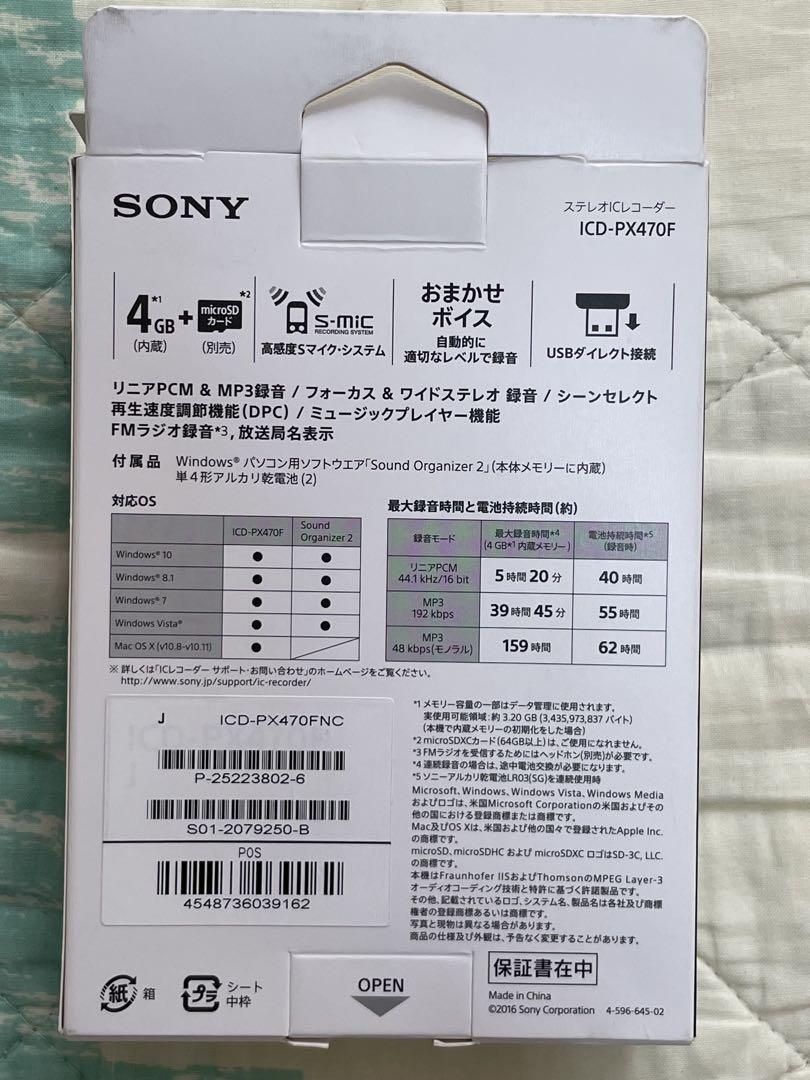 SONY
ステレオICレコーダー
ICD-PX470F
4GB*1
(内蔵)
+
microSD
カード
*2
(別売)
S-MiC
RECORDING SYSTEM
高感度Sマイク・システム
おまかせ
ボイス
自動的に
適切なレベルで録音
USBダイレクト接続
リニアPCM & MP3録音 / フォーカス & ワイドステレオ 録音 / シーンセレクト
再生速度調節機能(DPC) / ミュージックプレイヤー機能
FMラジオ録音*3, 放送局名表示
付属品 Windows® パソコン用ソフトウエア「Sound Organizer 2」(本体メモリーに内蔵)
単4形アルカリ乾電池(2)
対応OS
ICD-PX470F Sound
Organizer 2
Windows® 10 ● ●
Windows® 8.1 ● ●
Windows® 7 ● ●
Windows Vista® ● ●
Mac OS X (v10.8-v10.11) ●
最大録音時間と電池持続時間(約)
録音モード 最大録音時間*4
(4 GB*1 内蔵メモリー) 電池持続時間*5
(録音時)
リニアPCM
44.1 kHz/16 bit 5時間20分 40時間
MP3
192 kbps 39時間45分 55時間
MP3
48 kbps(モノラル) 159時間 62時間
※ 詳しくは「ICレコーダー サポート・お問い合わせ」のホームページをご覧ください。
http://www.sony.jp/support/ic-recorder/
J ICD-PX470FNC
P-25223802-6
S01-2079250-B
POS
4548736039162
*1 メモリー容量の一部はデータ管理に使用されます。
実使用可能領域:約 3.20 GB (3,435,973,837 バイト)
(本機で内蔵メモリーの初期化をした場合)
*2 microSDXCカード(64GB以上)は、ご使用になれません。
*3 FMラジオを受信するためにはヘッドホン(別売)が必要です。
*4 連続録音の場合は、途中電池交換が必要になります。
*5 ソニーアルカリ乾電池LR03(SG)を連続使用時
Microsoft、Windows、Windows Vista、Windows Media
およびロゴは、米国Microsoft Corporationの米国およびその
他の国における登録商標または商標です。
Mac及びOS Xは、米国および他の国々で登録されたApple Inc.
の商標です。
microSD、microSDHC および microSDXC ロゴはSD-3C, LLC.
の商標です。
本機はFraunhofer IISおよびThomsonのMPEG Layer-3
オーディオコーディング技術と特許に基づく許諾製品です。
その他、記載されているロゴ、システム名、製品名は各社及び商標
権者の登録商標あるいは商標です。
写真と現物は異なる場合があります。
商品の仕様及び外観は、予告なく変更することがあります。
紙 箱
プラ シート
中枠
OPEN
保証書在中
Made in China
©2016 Sony Corporation 4-596-645-02